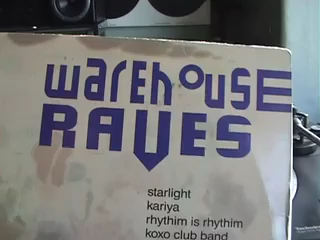 warehouse
RAVES
starlight
kariya
rhythim is rhythim
koxo club band